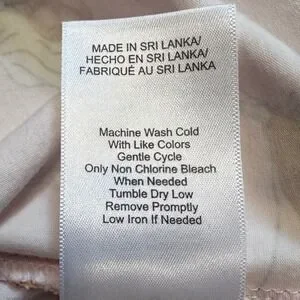 MADE IN SRI LANKA/
HECHO EN SRI LANKA/
FABRIQUÉ AU SRI LANKA
Machine Wash Cold
With Like Colors
Gentle Cycle
Only Non Chlorine Bleach
When Needed
Tumble Dry Low
Remove Promptly
Low Iron If Needed